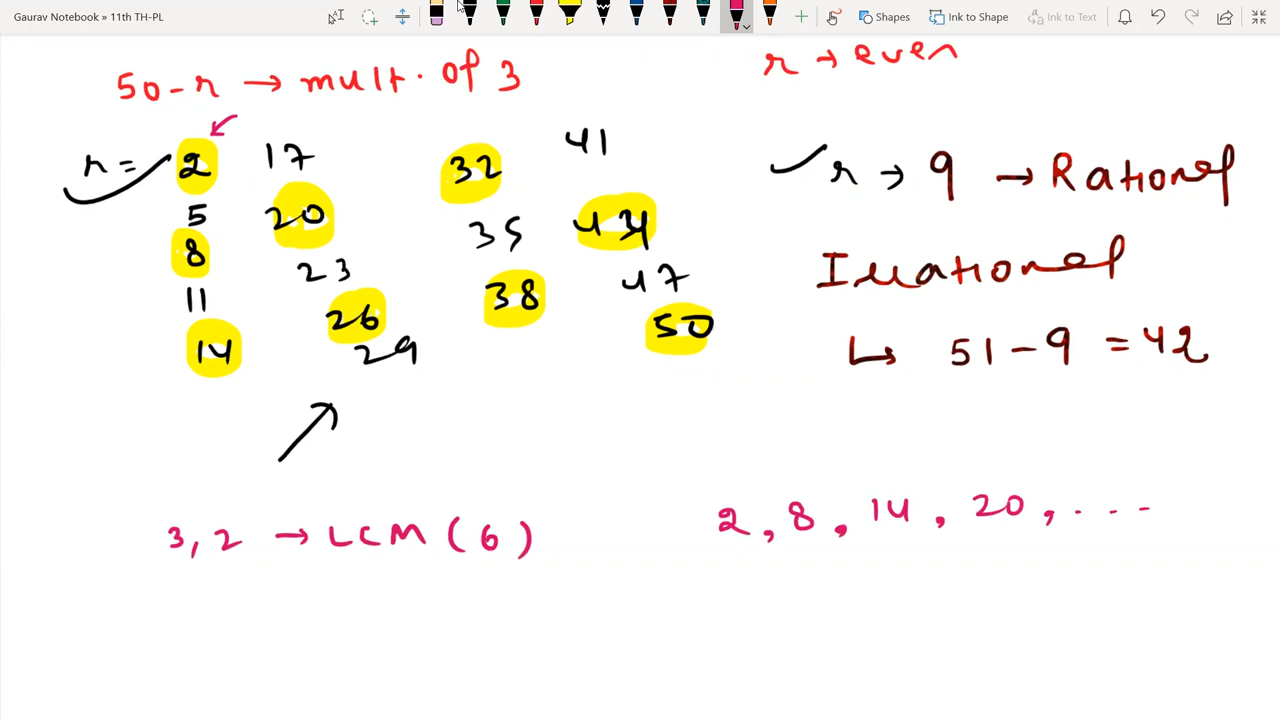 Gaurav Notebook » 11th TH-PL
Shapes
Ink to Shape
Ink to Text
50 - r → mult. of 3
r → even
r = 2
5
8
11
14
17
20
23
26
29
32
35
38
41
44
47
50
r → 9 → Rational
Irrational
↳ 51 - 9 = 42
3, 2 → LCM ( 6 )
2, 8, 14, 20, . . - -